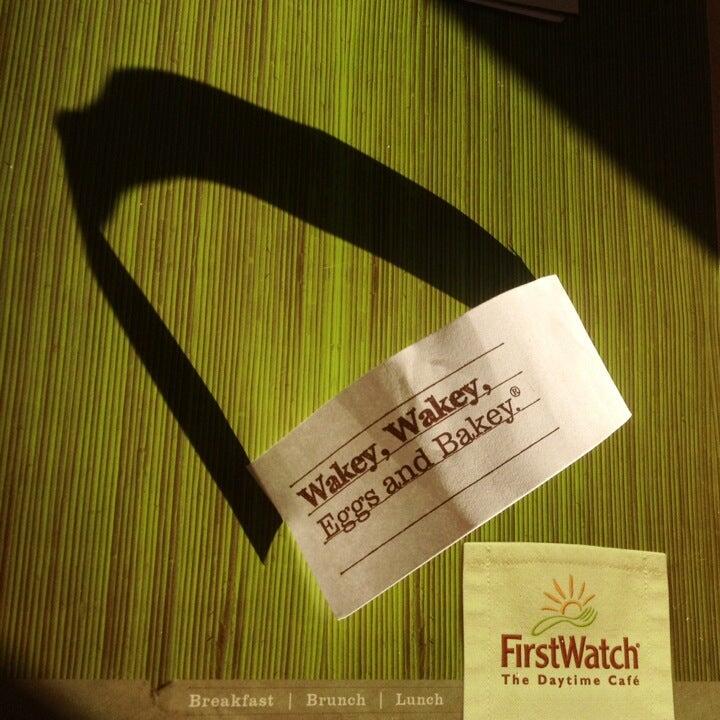 Wakey, Wakey,
Eggs and Bakey.®
FirstWatch®
The Daytime Café
Breakfast | Brunch | Lunch